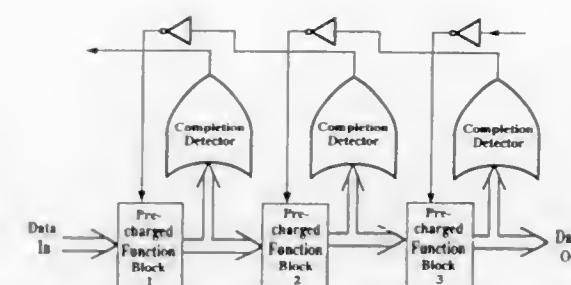 Completion
Detector
Completion
Detector
Completion
Detector
Data
In
Pre-
charged
Function
Block
1
Pre-
charged
Function
Block
2
Pre-
charged
Function
Block
3
Da
O